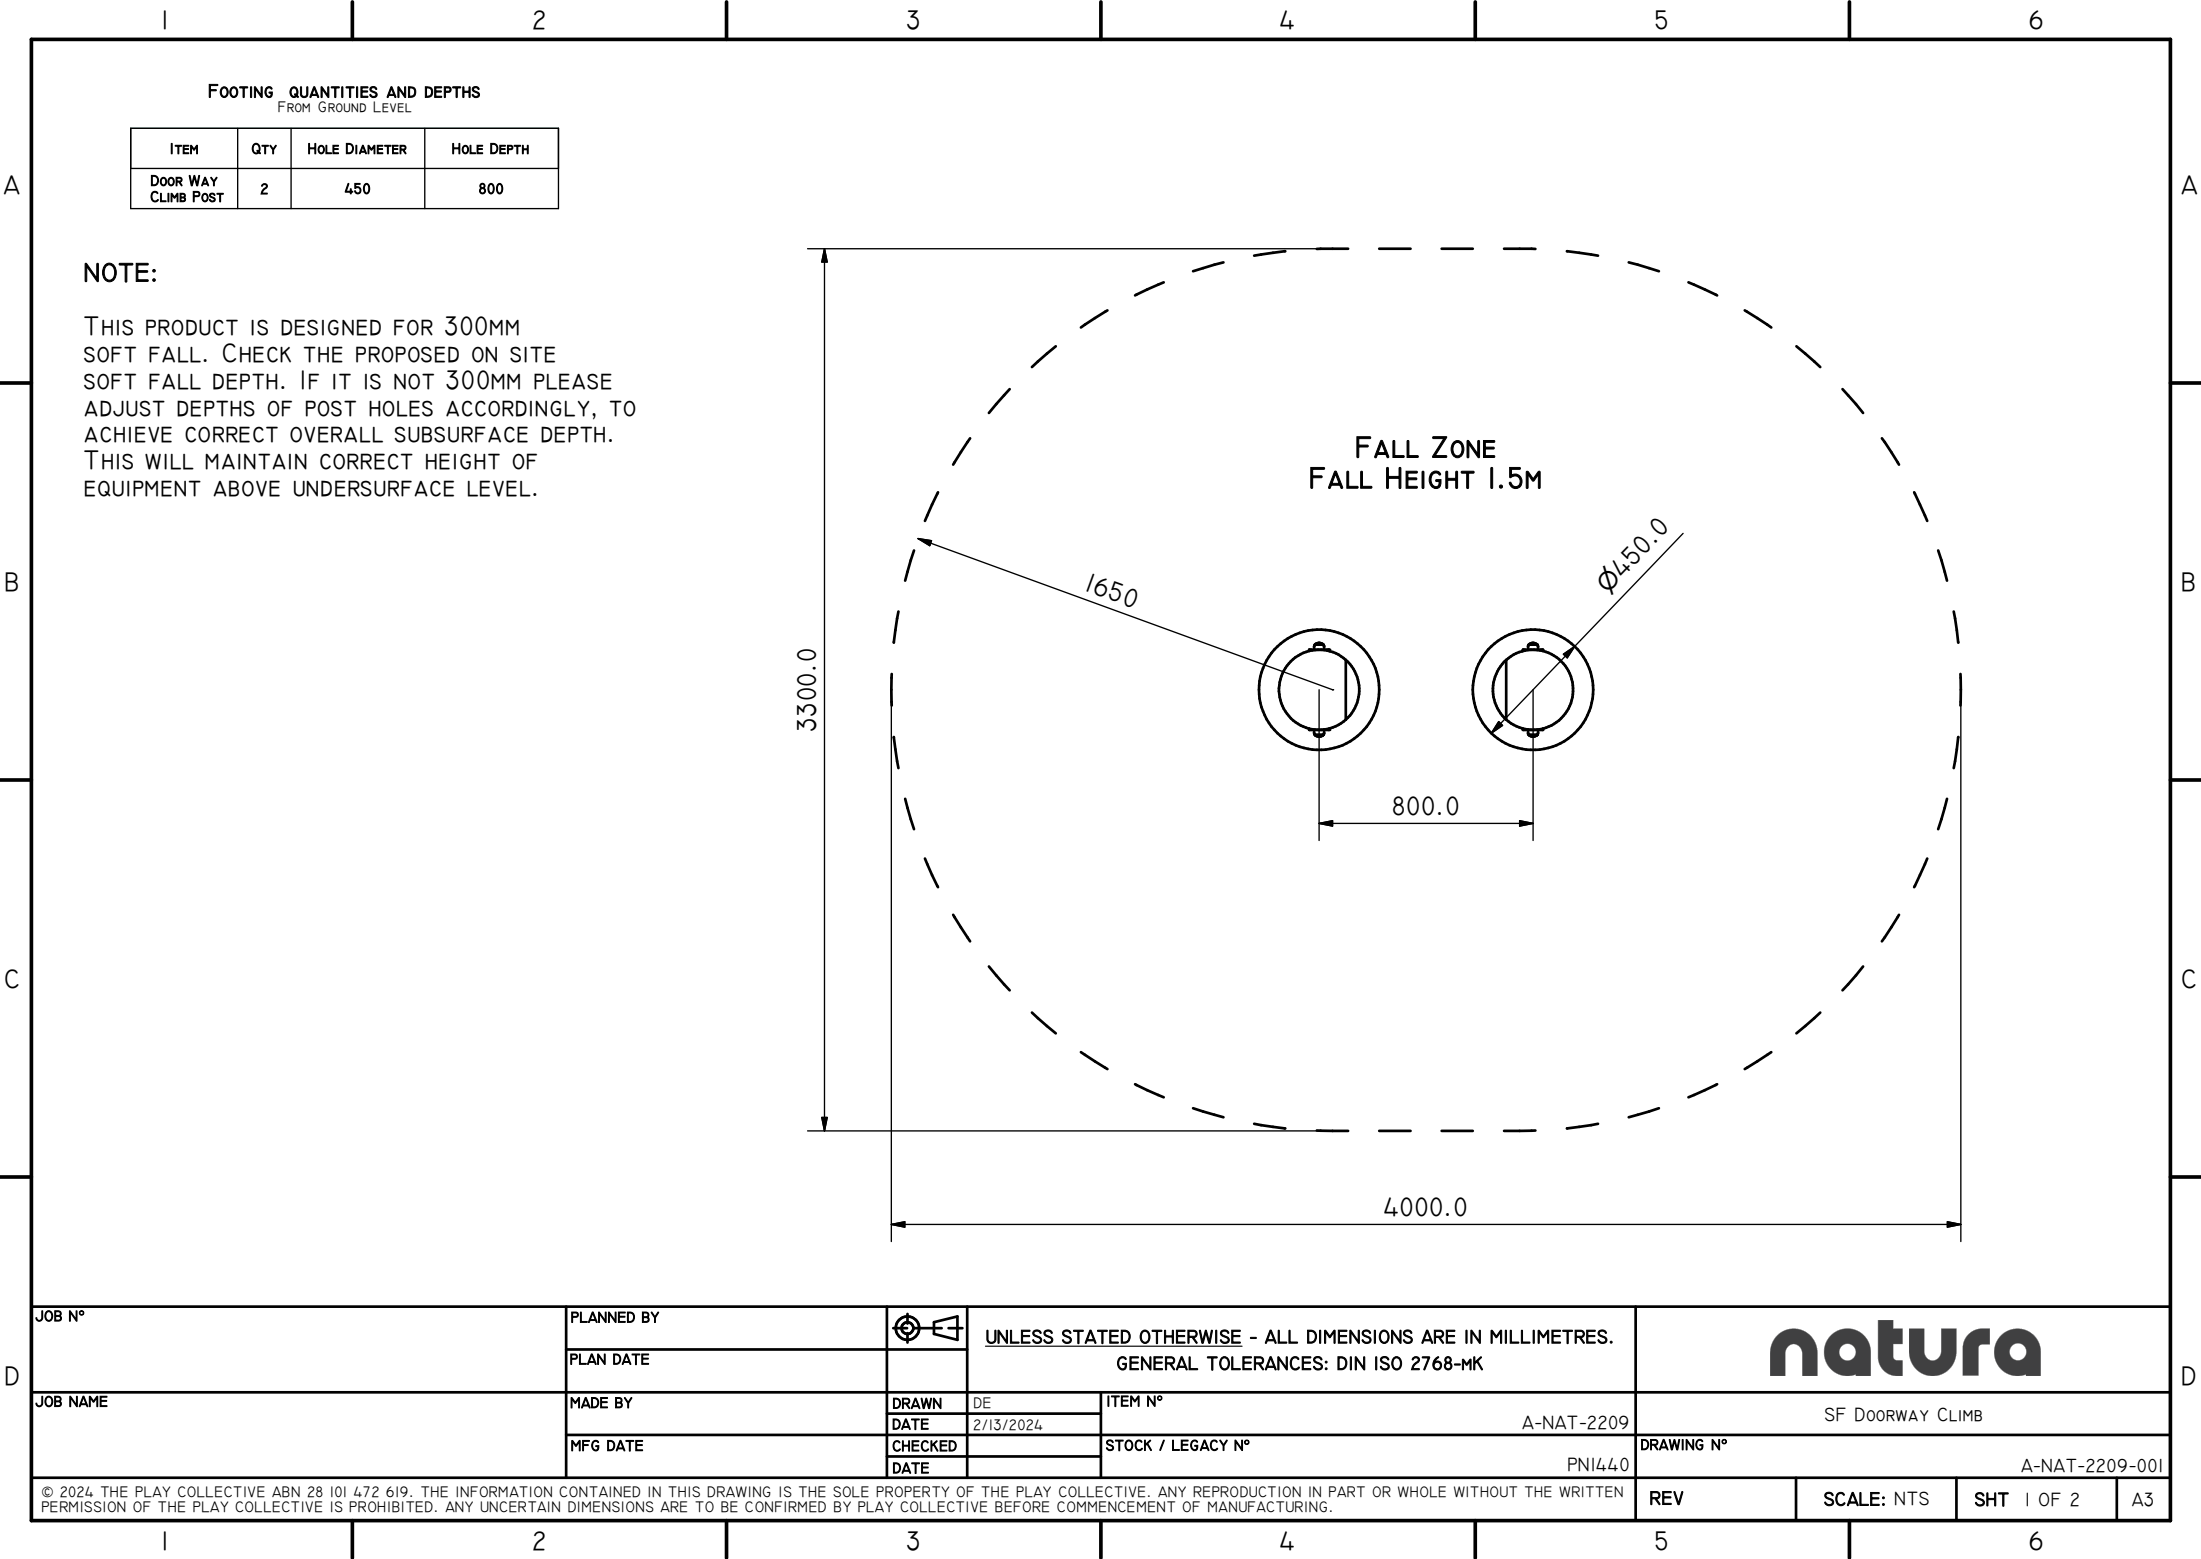 1 2 3 4 5 6
Footing quantities and depths
From Ground Level
Item Qty Hole Diameter Hole Depth
Door Way
Climb Post
2 450 800
A A
NOTE:
This product is designed for 300mm
soft fall. Check the proposed on site
soft fall depth. If it is not 300mm please
adjust depths of post holes accordingly, to
achieve correct overall subsurface depth.
This will maintain correct height of
equipment above undersurface level.
Fall Zone
Fall Height 1.5m
B B
1650
Ø450.0
3300.0
800.0
C C
4000.0
D D
JOB Nº
PLANNED BY
PLAN DATE
UNLESS STATED OTHERWISE - ALL DIMENSIONS ARE IN MILLIMETRES.
GENERAL TOLERANCES: DIN ISO 2768-mK
natura
JOB NAME
MADE BY
MFG DATE
DRAWN DE
DATE 2/13/2024
CHECKED
DATE
ITEM Nº
A-NAT-2209
STOCK / LEGACY Nº
PN1440
SF Doorway Climb
DRAWING Nº
A-NAT-2209-001
© 2024 THE PLAY COLLECTIVE ABN 28 101 472 619. THE INFORMATION CONTAINED IN THIS DRAWING IS THE SOLE PROPERTY OF THE PLAY COLLECTIVE. ANY REPRODUCTION IN PART OR WHOLE WITHOUT THE WRITTEN
PERMISSION OF THE PLAY COLLECTIVE IS PROHIBITED. ANY UNCERTAIN DIMENSIONS ARE TO BE CONFIRMED BY PLAY COLLECTIVE BEFORE COMMENCEMENT OF MANUFACTURING.
REV
SCALE: NTS
SHT 1 OF 2
A3
1 2 3 4 5 6